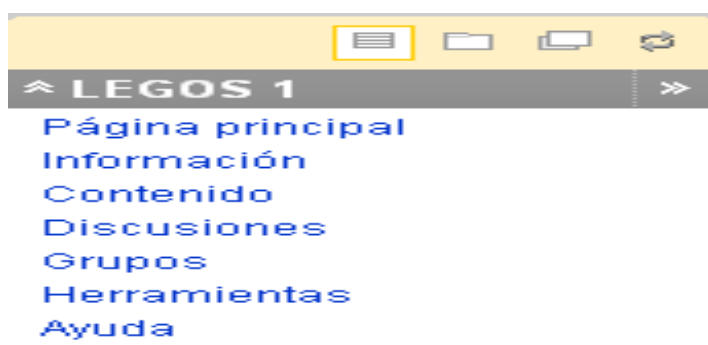 LEGOS 1
Página principal
Información
Contenido
Discusiones
Grupos
Herramientas
Ayuda